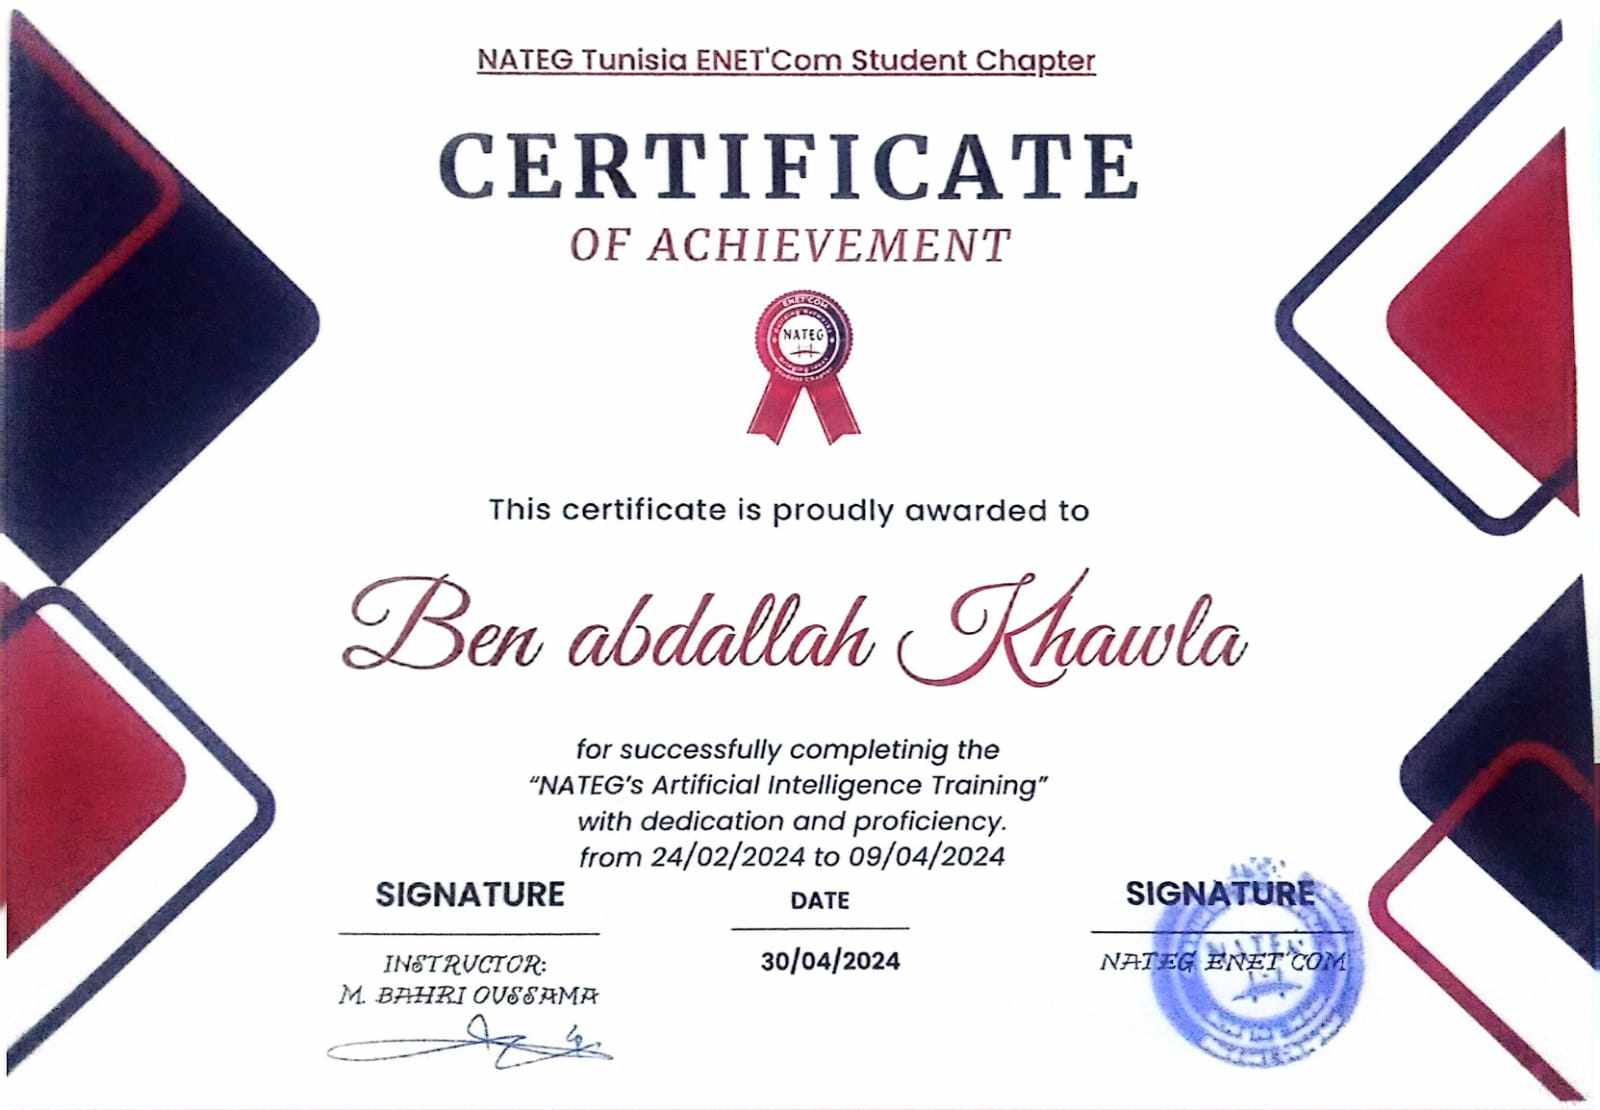 NATEG Tunisia ENET'Com Student Chapter
CERTIFICATE
OF ACHIEVEMENT
ENET'COM
NATEG
This certificate is proudly awarded to
Ben abdallah Khawla
for successfully completinig the
“NATEG's Artificial Intelligence Training”
with dedication and proficiency.
from 24/02/2024 to 09/04/2024
SIGNATURE
INSTRUCTOR:
M. BAHRI OUSSAMA
DATE
30/04/2024
SIGNATURE
NATEG ENET'COM
NATEG